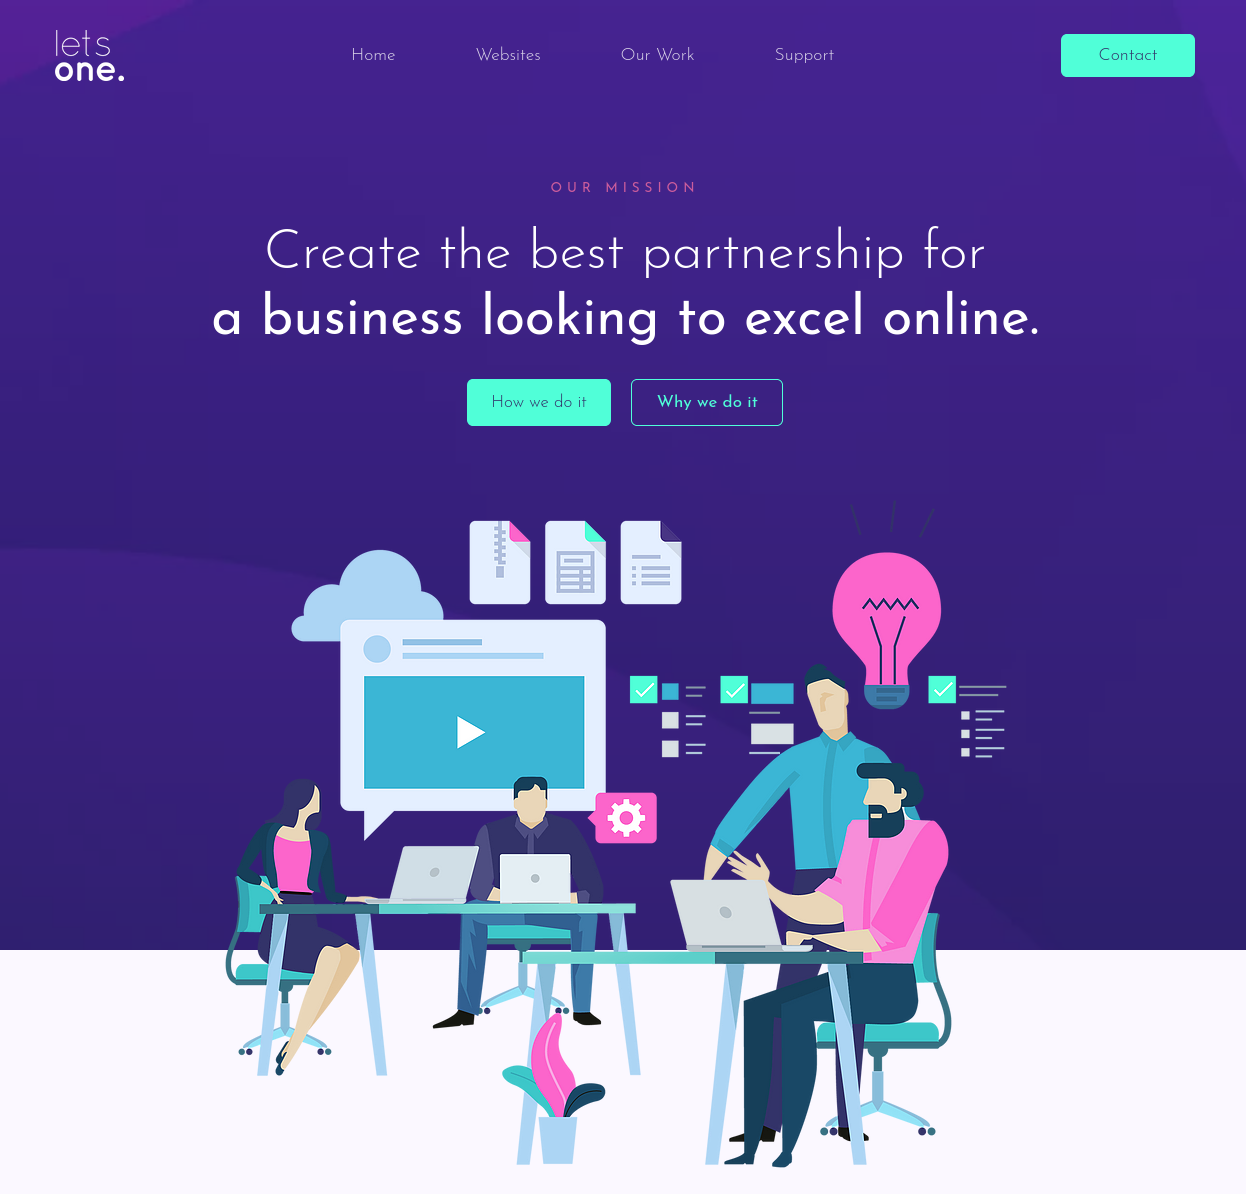 lets
one.
Home
Websites
Our Work
Support
Contact
OUR MISSION
Create the best partnership for
a business looking to excel online.
How we do it
Why we do it